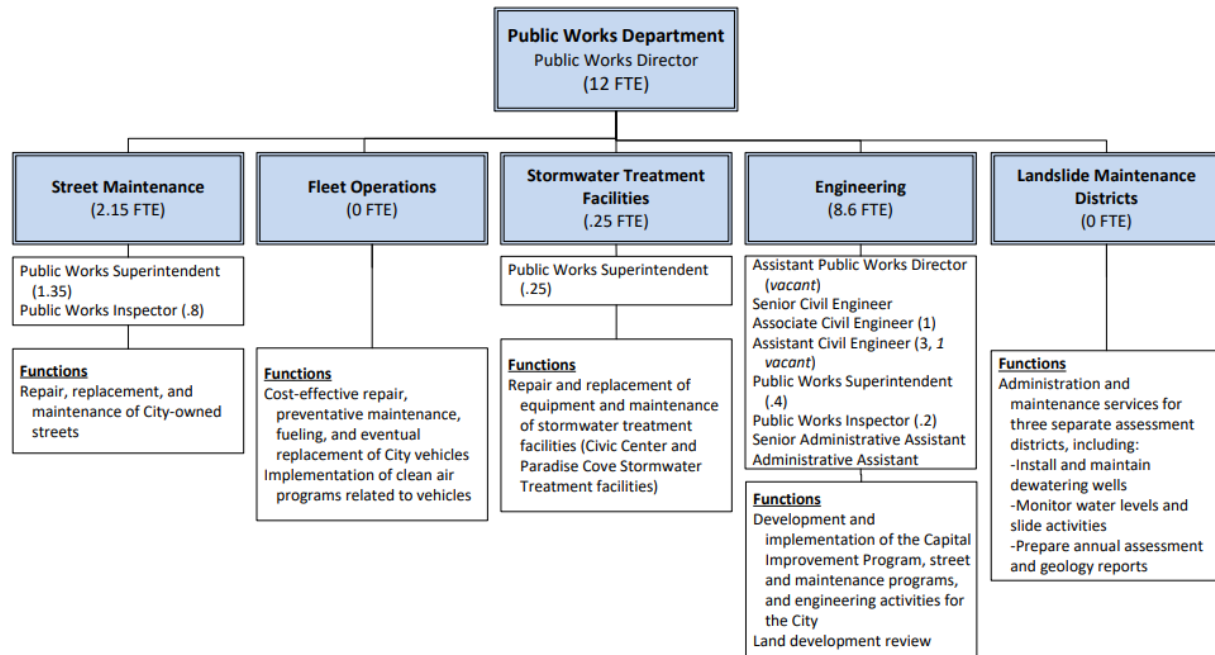 Public Works Department
Public Works Director
(12 FTE)
Street Maintenance
(2.15 FTE)
Public Works Superintendent
(1.35)
Public Works Inspector (.8)
Functions
Repair, replacement, and
maintenance of City-owned
streets
Fleet Operations
(0 FTE)
Functions
Cost-effective repair,
preventative maintenance,
fueling, and eventual
replacement of City vehicles
Implementation of clean air
programs related to vehicles
Stormwater Treatment
Facilities
(.25 FTE)
Public Works Superintendent
(.25)
Functions
Repair and replacement of
equipment and maintenance
of stormwater treatment
facilities (Civic Center and
Paradise Cove Stormwater
Treatment facilities)
Engineering
(8.6 FTE)
Assistant Public Works Director
(vacant)
Senior Civil Engineer
Associate Civil Engineer (1)
Assistant Civil Engineer (3, 1
vacant)
Public Works Superintendent
(.4)
Public Works Inspector (.2)
Senior Administrative Assistant
Administrative Assistant
Functions
Development and
implementation of the Capital
Improvement Program, street
and maintenance programs,
and engineering activities for
the City
Land development review
Landslide Maintenance
Districts
(0 FTE)
Functions
Administration and
maintenance services for
three separate assessment
districts, including:
-Install and maintain
dewatering wells
-Monitor water levels and
slide activities
-Prepare annual assessment
and geology reports